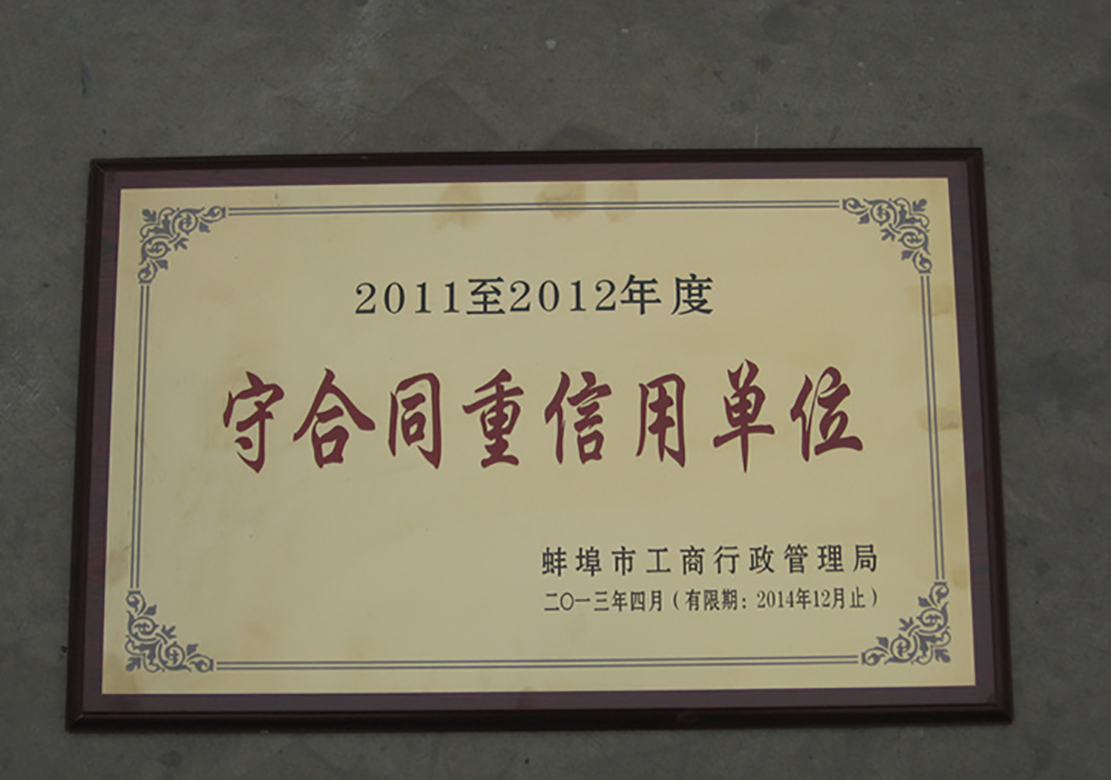 2011至2012年度
守合同重信用单位
蚌埠市工商行政管理局
二〇一三年四月(有限期：2014年12月止)